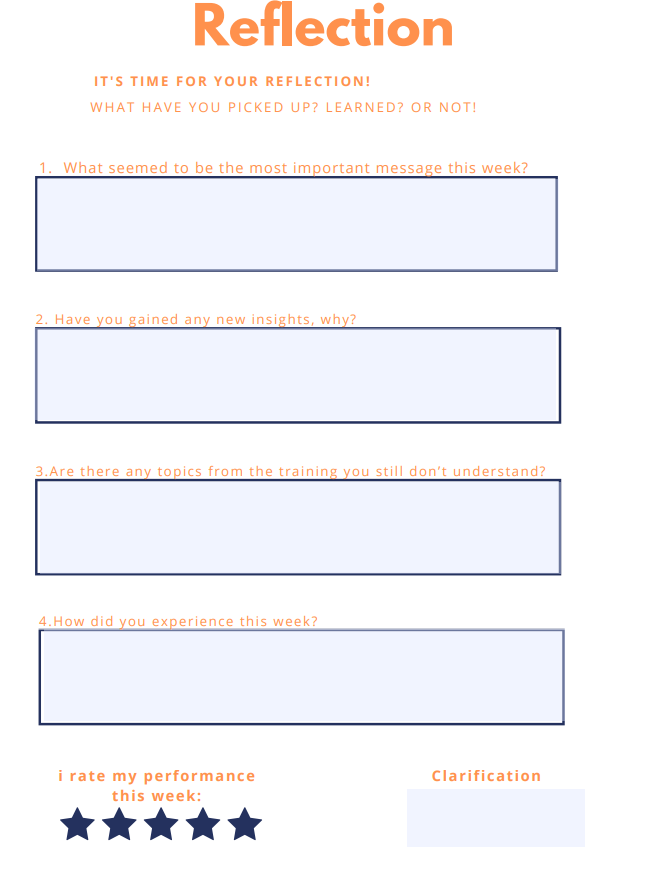 Reflection
IT'S TIME FOR YOUR REFLECTION!
WHAT HAVE YOU PICKED UP? LEARNED? OR NOT!
1. What seemed to be the most important message this week?
2. Have you gained any new insights, why?
3.Are there any topics from the training you still don’t understand?
4.How did you experience this week?
i rate my performance
this week:
Clarification